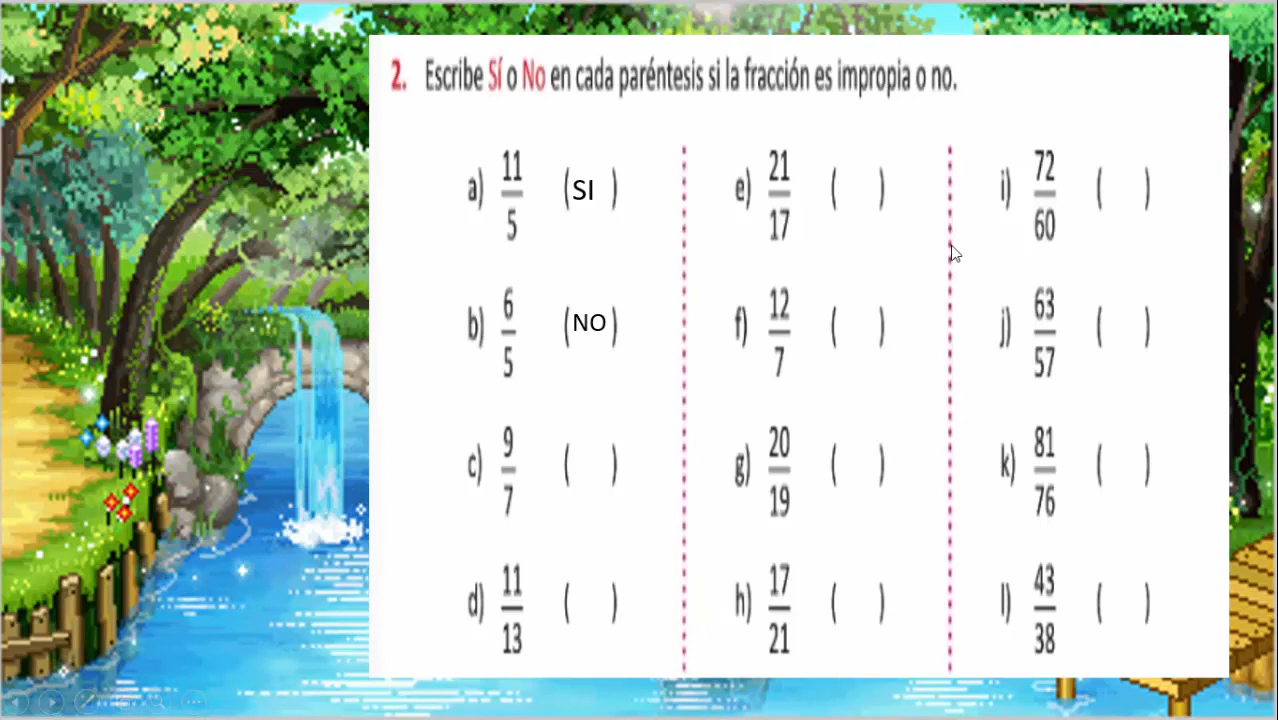 2. Escribe Sí o No en cada paréntesis si la fracción es impropia o no.
a) 11/5 (SI )
b) 6/5 (NO)
c) 9/7 ( )
d) 11/13 ( )
e) 21/17 ( )
f) 12/7 ( )
g) 20/19 ( )
h) 17/21 ( )
i) 72/60 ( )
j) 63/57 ( )
k) 81/76 ( )
l) 43/38 ( )